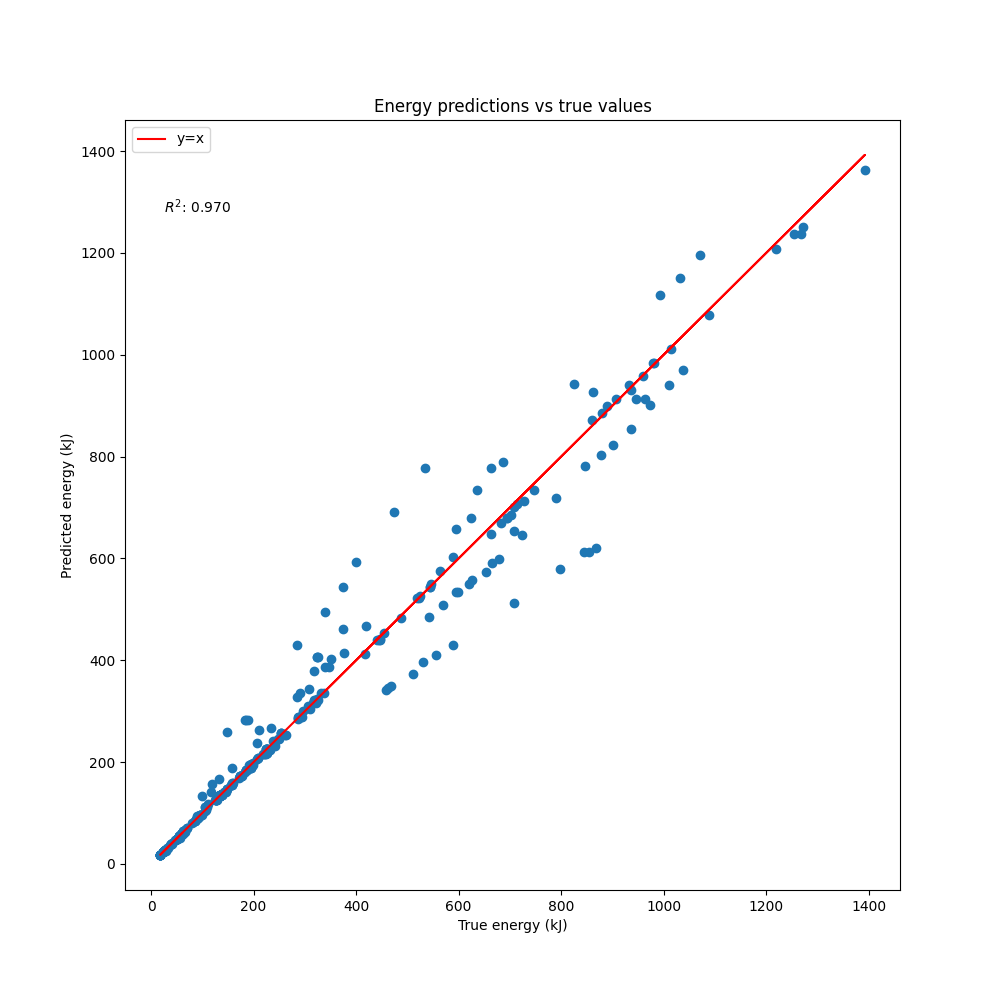 Energy predictions vs true values
y=x
R²: 0.970
1400
1200
1000
800
600
400
200
0
Predicted energy (kJ)
0 200 400 600 800 1000 1200 1400
True energy (kJ)